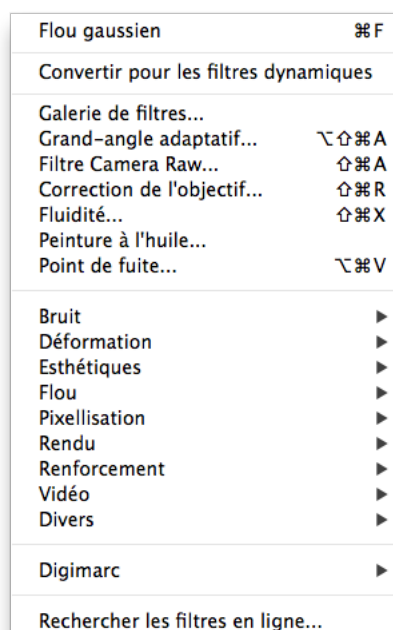 Flou gaussien ⌘F
Convertir pour les filtres dynamiques
Galerie de filtres...
Grand-angle adaptatif... ⌥⇧⌘A
Filtre Camera Raw... ⇧⌘A
Correction de l'objectif... ⇧⌘R
Fluidité... ⇧⌘X
Peinture à l'huile...
Point de fuite... ⌥⌘V
Bruit ▶
Déformation ▶
Esthétiques ▶
Flou ▶
Pixellisation ▶
Rendu ▶
Renforcement ▶
Vidéo ▶
Divers ▶
Digimarc ▶
Rechercher les filtres en ligne...